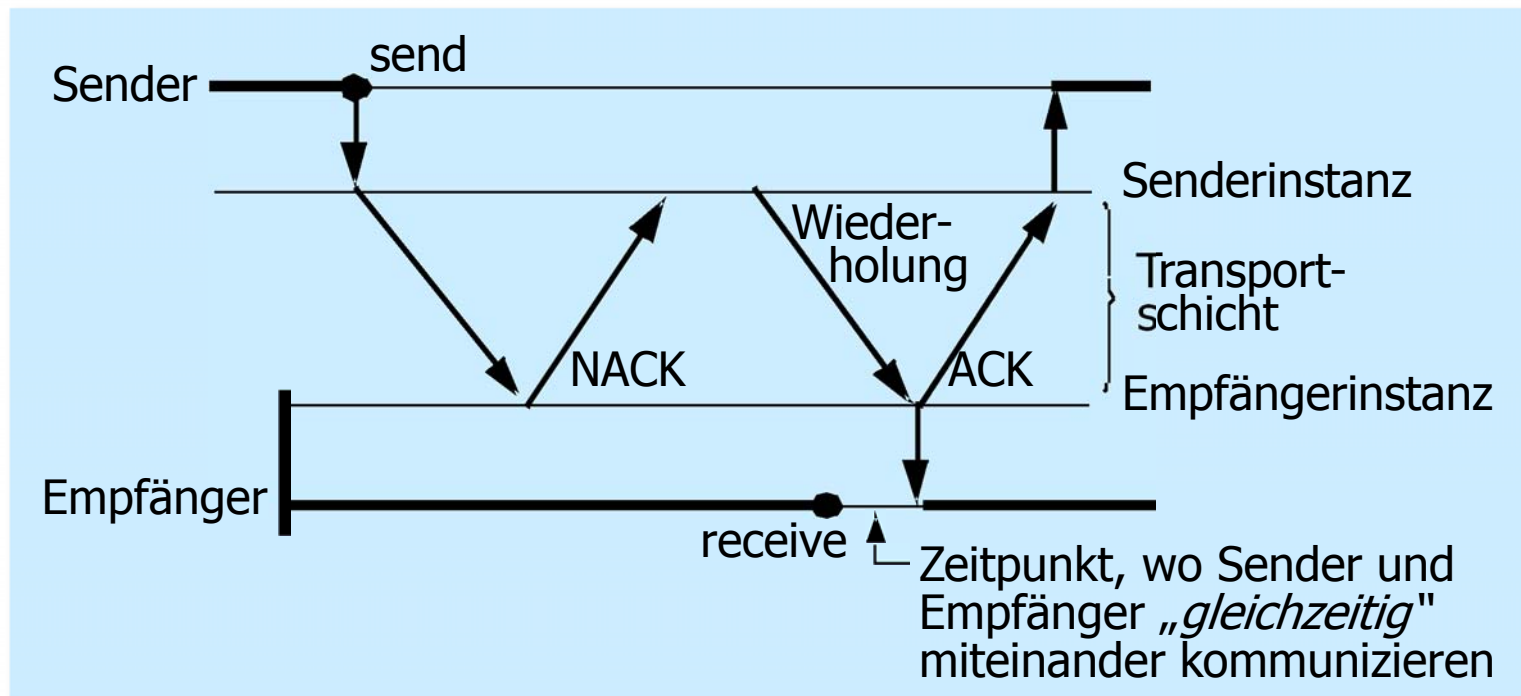 send
Sender
Senderinstanz
Wieder-
holung
Transport-
schicht
NACK
ACK
Empfängerinstanz
Empfänger
receive
Zeitpunkt, wo Sender und
Empfänger „gleichzeitig"
miteinander kommunizieren